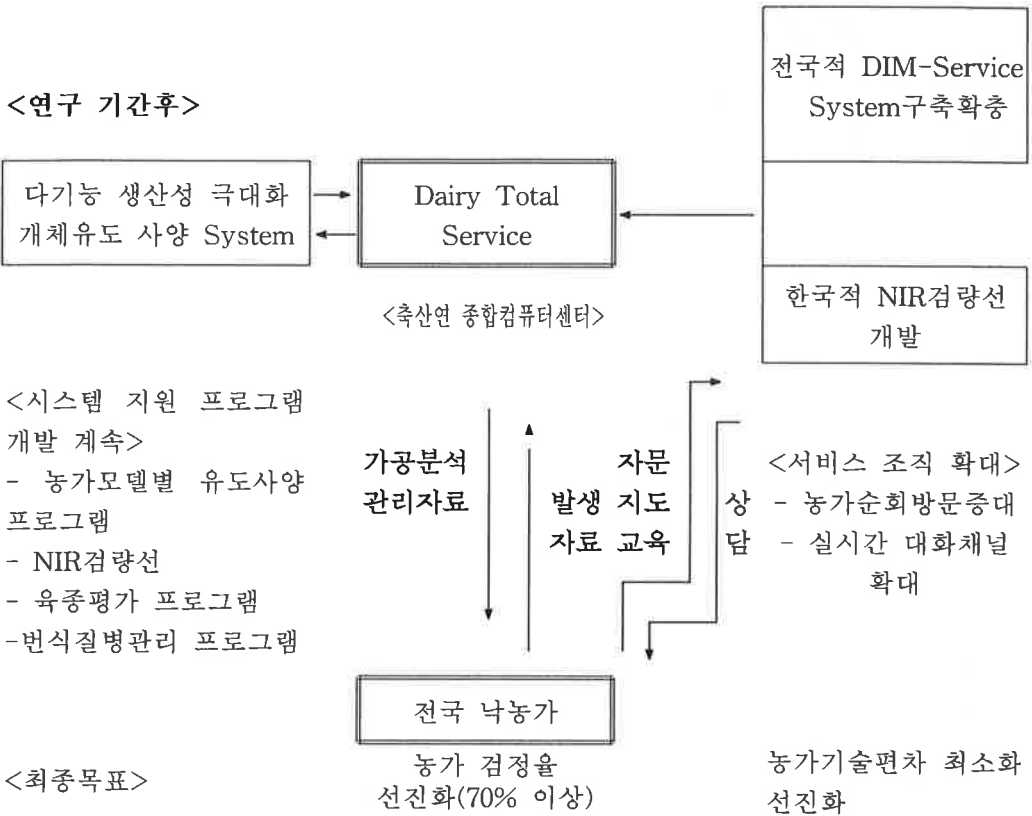 <연구 기간후>
전국적 DIM-Service
System구축확충
다기능 생산성 극대화
개체유도 사양 System
Dairy Total
Service
<축산연 종합컴퓨터센터>
한국적 NIR검량선
개발
<시스템 지원 프로그램
개발 계속>
- 농가모델별 유도사양
프로그램
- NIR검량선
- 육종평가 프로그램
-번식질병관리 프로그램
가공분석
관리자료
발생
자료
자문
지도
교육
상
담
<서비스 조직 확대>
- 농가순회방문증대
- 실시간 대화채널
확대
전국 낙농가
<최종목표>
농가 검정율
선진화(70% 이상)
농가기술편차 최소화
선진화